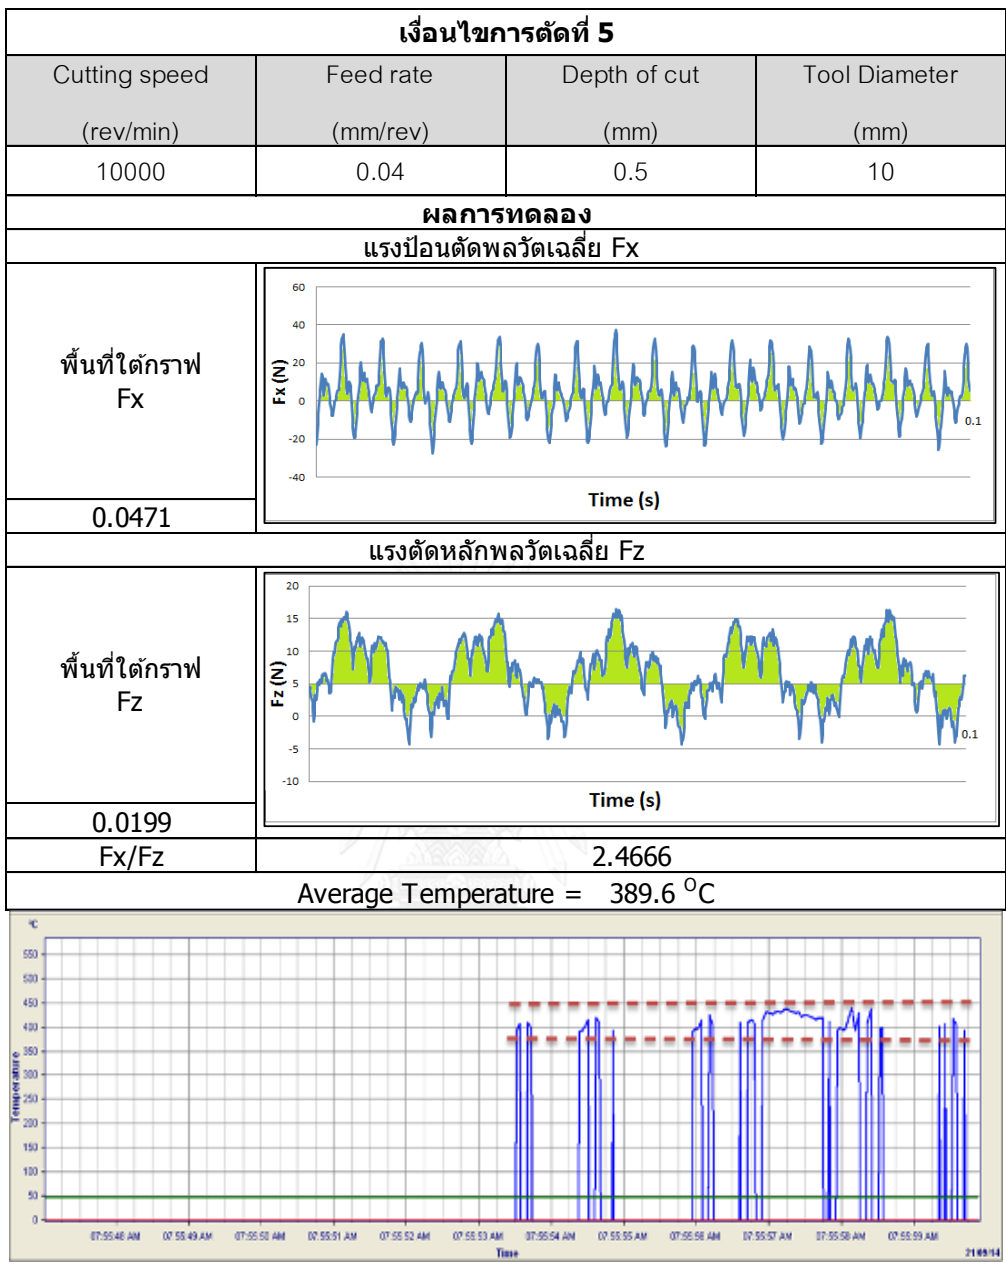 เงื่อนไขการตัดที่ 5
Cutting speed Feed rate Depth of cut Tool Diameter
(rev/min) (mm/rev) (mm) (mm)
10000 0.04 0.5 10
ผลการทดลอง
แรงป้อนตัดพลวัตเฉลี่ย Fx
พื้นที่ใต้กราฟ
Fx
0.0471
60
40
20
0
-20
-40
Fx (N)
0.1
Time (s)
แรงตัดหลักพลวัตเฉลี่ย Fz
พื้นที่ใต้กราฟ
Fz
0.0199
20
15
10
5
0
-5
-10
Fz (N)
0.1
Time (s)
Fx/Fz 2.4666
Average Temperature = 389.6 ᴼC
°C
550
500
450
400
350
300
250
200
150
100
50
0
Temperature
07:55:48 AM 07:55:49 AM 07:55:50 AM 07:55:51 AM 07:55:52 AM 07:55:53 AM 07:55:54 AM 07:55:55 AM 07:55:56 AM 07:55:57 AM 07:55:58 AM 07:55:59 AM
Time